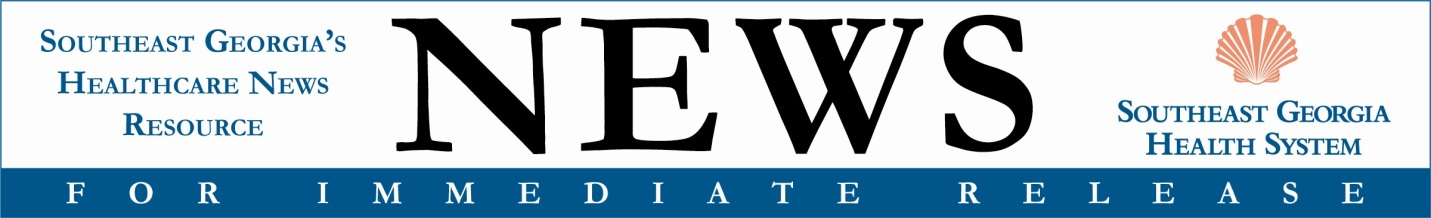 Southeast Georgia's
Healthcare News
Resource
NEWS
Southeast Georgia
Health System
FOR IMMEDIATE RELEASE